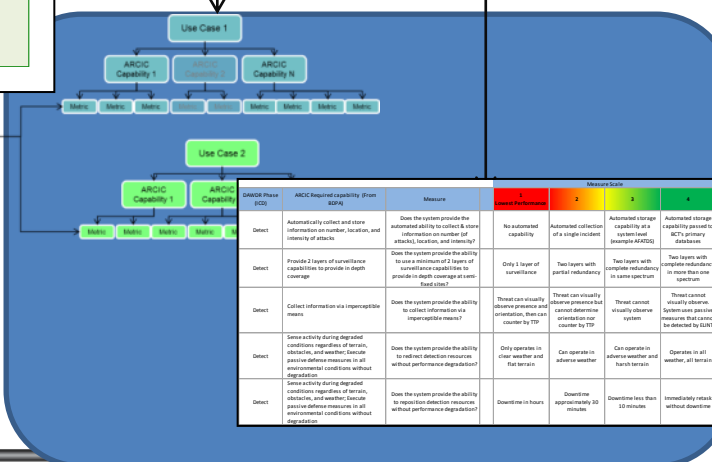 Use Case 1
ARCIC
Capability 1
ARCIC
Capability 2
ARCIC
Capability N
Metric Metric Metric Metric Metric Metric Metric Metric Metric
Use Case 2
ARCIC
Capability 1
ARCIC
Metric Metric Metric Metric
Measure Scale
DAWDR Phase
(ICD)
ARCIC Required capability (From
BDPA)
Measure
1
Lowest Performance
2
3
4
Detect
Automatically collect and store
information on number, location, and
intensity of attacks
Does the system provide the
automated ability to collect & store
information on number (of
attacks), location, and intensity?
No automated
capability
Automated collection
of a single incident
Automated storage
capability at a
system level
(example AFATDS)
Automated storage
capability passed to
BCT's primary
databases
Detect
Provide 2 layers of surveillance
capabilities to provide in depth
coverage
Does the system provide the ability
to use a minimum of 2 layers of
surveillance capabilities to
provide in depth coverage at semi-
fixed sites?
Only 1 layer of
surveillance
Two layers with
partial redundancy
Two layers with
complete redundancy
in same spectrum
Two layers with
complete redundanc
in more than one
spectrum
Detect
Collect information via imperceptible
means
Does the system provide the ability
to collect information via
imperceptible means?
Threat can visually
observe presence and
orientation, then can
counter by TTP
Threat can visually
observe presence but
cannot determine
orientation nor
counter by TTP
Threat cannot
visually observe
system
Threat cannot
visually observe.
System uses passive
measures that canno
be detected by ELINT
Detect
Sense activity during degraded
conditions regardless of terrain,
obstacles, and weather; Execute
passive defense measures in all
environmental conditions without
degradation
Does the system provide the ability
to redirect detection resources
without performance degradation?
Only operates in
clear weather and
flat terrain
Can operate in
adverse weather
Can operate in
adverse weather and
harsh terrain
Operates in all
weather, all terrain
Detect
Sense activity during degraded
conditions regardless of terrain,
obstacles, and weather; Execute
passive defense measures in all
environmental conditions without
degradation
Does the system provide the ability
to reposition detection resources
without performance degradation?
Downtime in hours
Downtime
approximately 30
minutes
Downtime less than
10 minutes
Immediately retask
without downtime